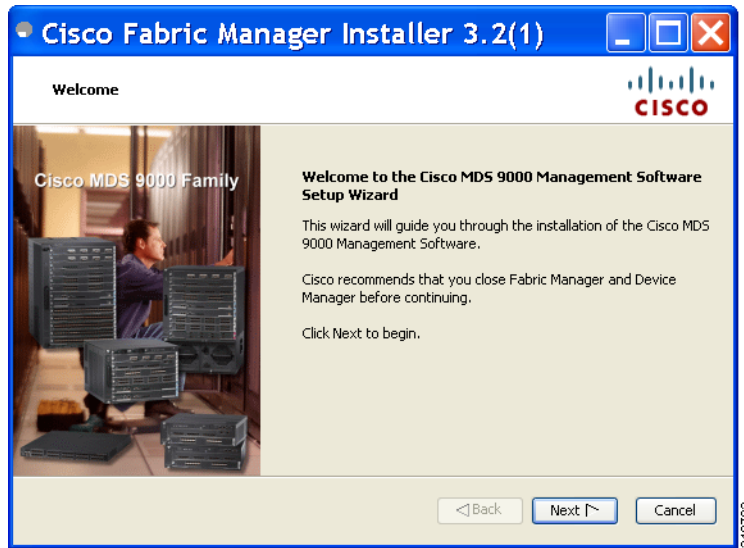 Cisco Fabric Manager Installer 3.2(1)
Welcome
CISCO
Cisco MDS 9000 Family
Welcome to the Cisco MDS 9000 Management Software
Setup Wizard
This wizard will guide you through the installation of the Cisco MDS
9000 Management Software.
Cisco recommends that you close Fabric Manager and Device
Manager before continuing.
Click Next to begin.
Back
Next
Cancel